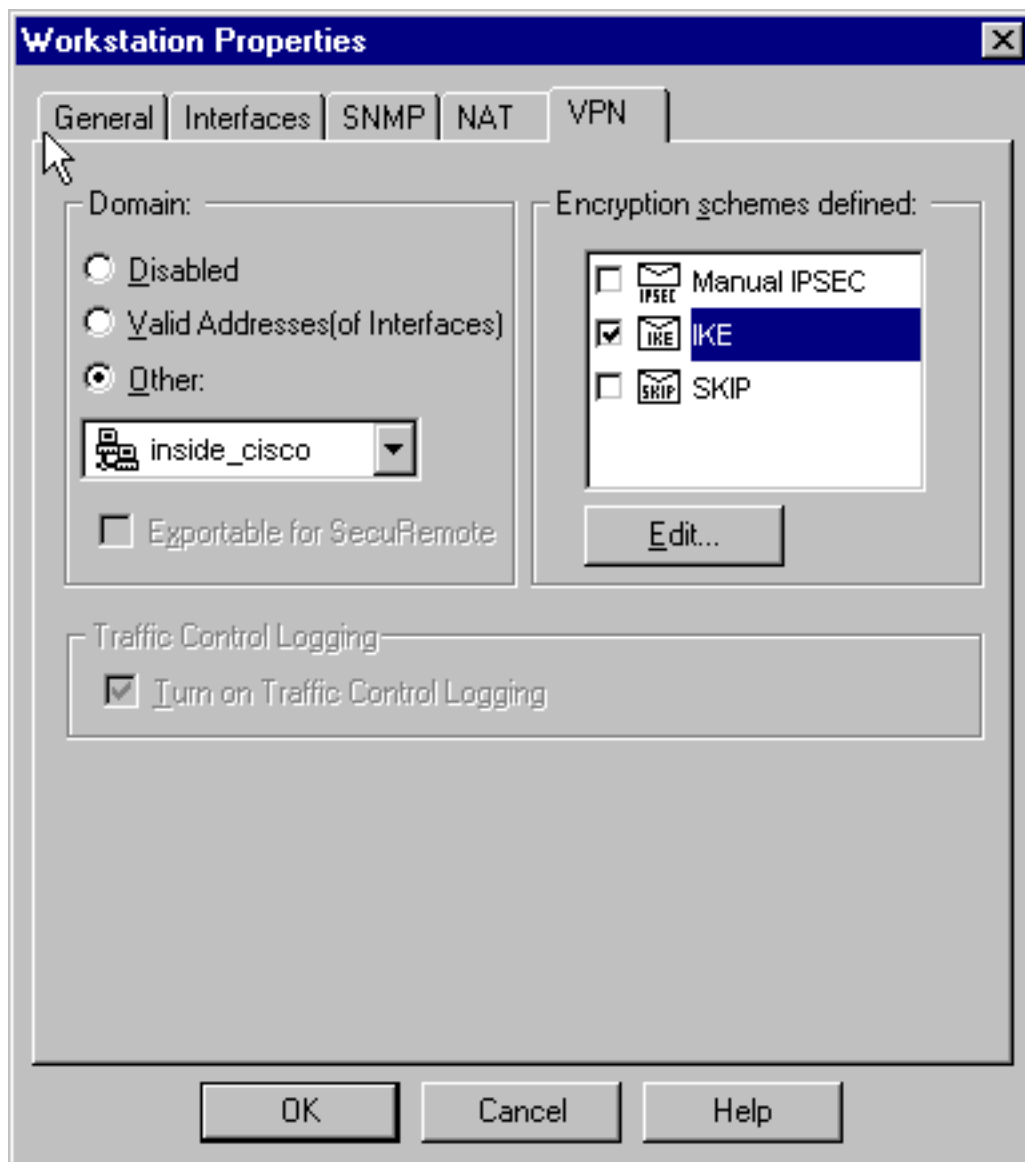 Workstation Properties
General Interfaces SNMP NAT VPN
Domain:
Disabled
Valid Addresses(of Interfaces)
Other:
inside_cisco
Exportable for SecuRemote
Encryption schemes defined:
IPSEC Manual IPSEC
IKE IKE
SKIP SKIP
Edit...
Traffic Control Logging
Turn on Traffic Control Logging
OK Cancel Help